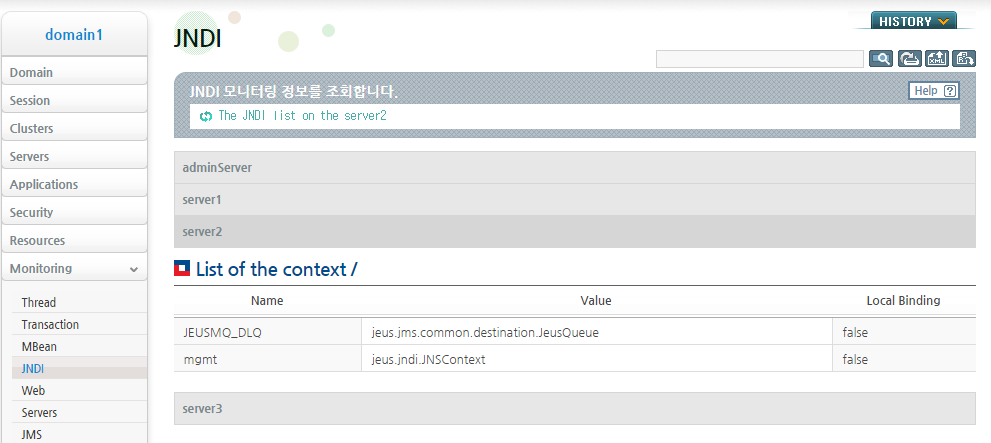 domain1
Domain
Session
Clusters
Servers
Applications
Security
Resources
Monitoring
Thread
Transaction
MBean
JNDI
Web
Servers
JMS
JNDI
HISTORY
XML
JNDI 모니터링 정보를 조회합니다.
Help ?
The JNDI list on the server2
adminServer
server1
server2
List of the context /
Name Value Local Binding
JEUSMQ_DLQ jeus.jms.common.destination.JeusQueue false
mgmt jeus.jndi.JNSContext false
server3